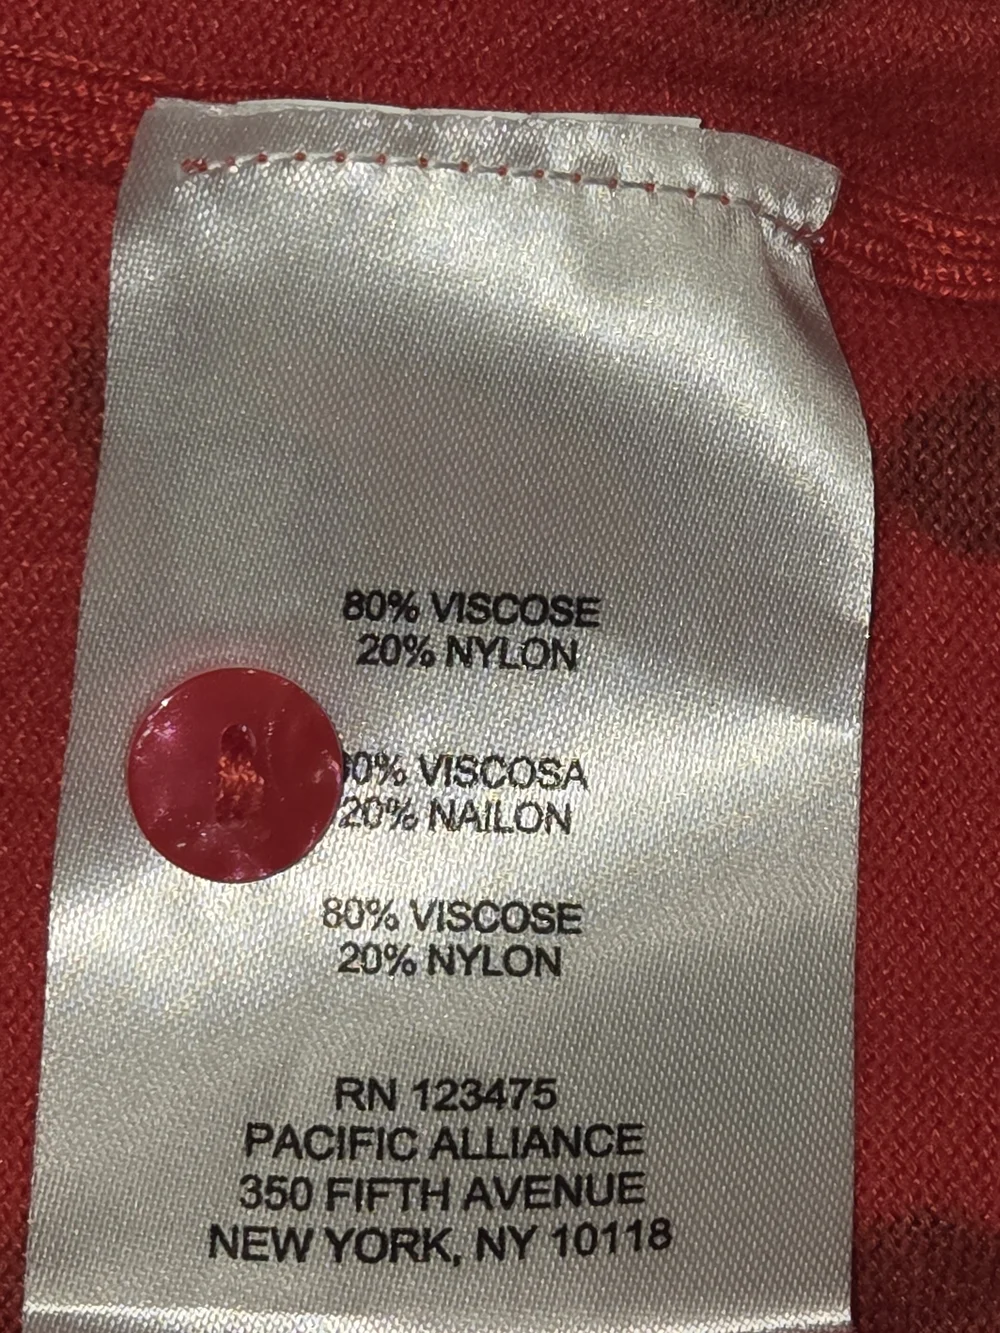 80% VISCOSE
20% NYLON
0% VISCOSA
20% NAILON
80% VISCOSE
20% NYLON
RN 123475
PACIFIC ALLIANCE
350 FIFTH AVENUE
NEW YORK, NY 10118